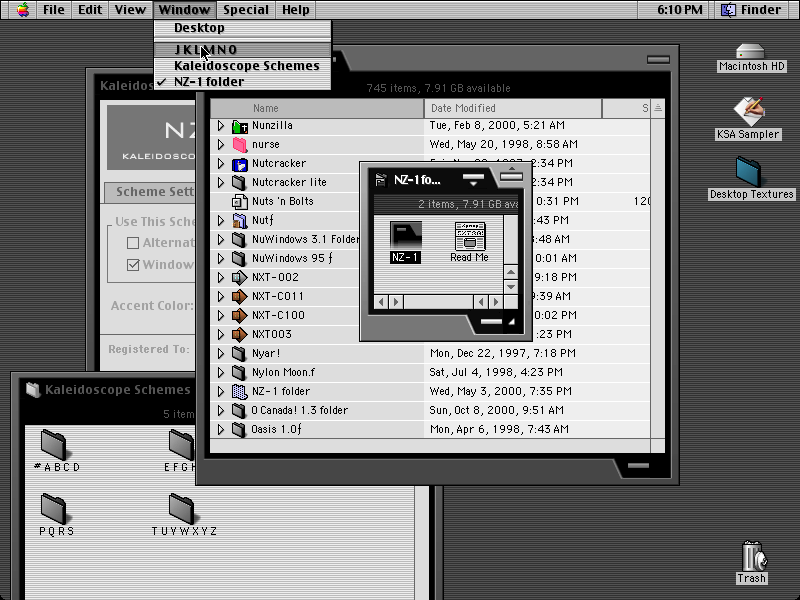 File Edit View Window Special Help 6:10 PM Finder
Desktop
J K L M N O
Kaleidoscope Schemes
✓ NZ-1 folder
Macintosh HD
KSA Sampler
Desktop Textures
Trash
Kaleidos
NZ
KALEIDOSCO
Scheme Sett
Use This Sche
Alternat
Window
Accent Color:
Registered To:
745 items, 7.91 GB available
Name Date Modified S
Nunzilla Tue, Feb 8, 2000, 5:21 AM
nurse Wed, May 20, 1998, 8:58 AM
Nutcracker 2:34 PM
Nutcracker lite 2:34 PM
Nuts 'n Bolts 0:31 PM 120
Nutƒ :43 PM
NuWindows 3.1 Folder 3:48 AM
NuWindows 95 ƒ 0:01 AM
NXT-002 9:18 PM
NXT-C011 9:39 AM
NXT-C100 0:02 PM
NXT003 :23 PM
Nyar! Mon, Dec 22, 1997, 7:18 PM
Nylon Moon.f Sat, Jul 4, 1998, 4:23 PM
NZ-1 folder Wed, May 3, 2000, 7:35 PM
O Canada! 1.3 folder Sun, Oct 8, 2000, 9:51 AM
Oasis 1.0ƒ Mon, Apr 6, 1998, 7:43 AM
NZ-1 fo...
2 items, 7.91 GB ava
NZ-1
Read Me
Kaleidoscope Schemes
5 item
#ABCD
EFGH
PQRS
TUVWXYZ